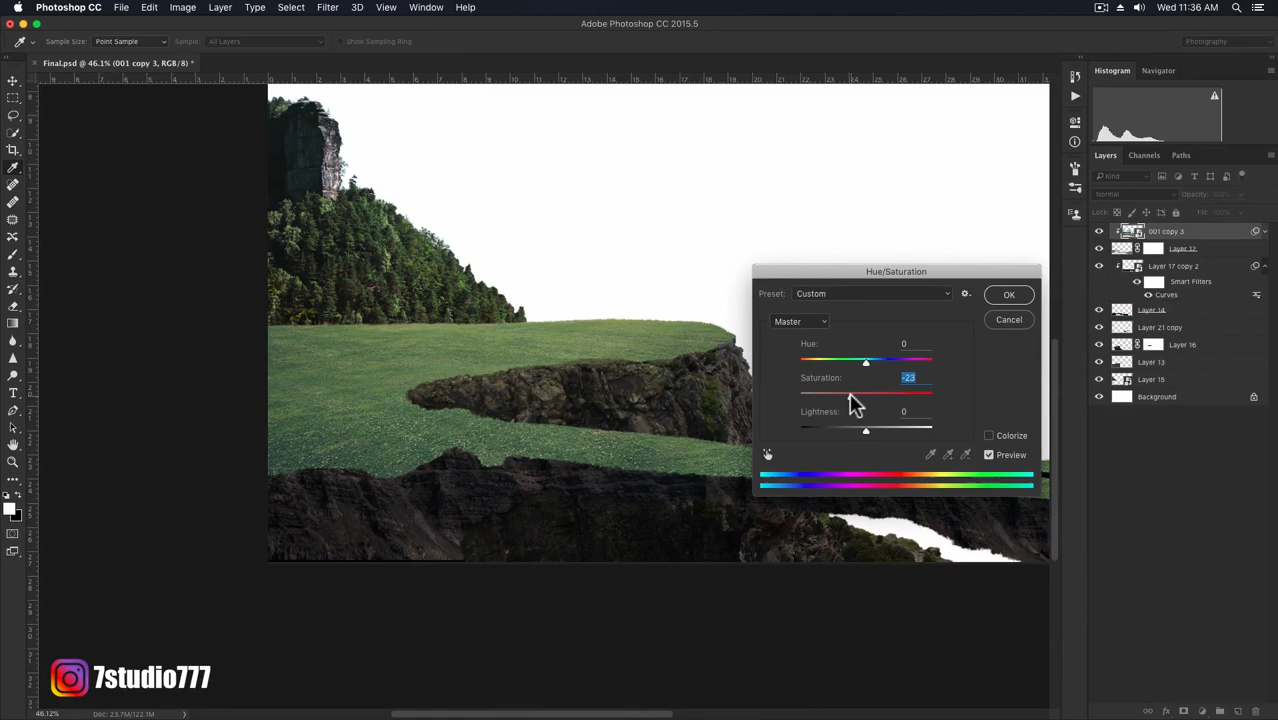 Photoshop CC File Edit Image Layer Type Select Filter 3D View Window Help
Wed 11:36 AM
Adobe Photoshop CC 2015.5
Sample Size: Point Sample Sample: All Layers Show Sampling Ring
Photography
Final.psd @ 46.1% (001 copy 3, RGB/8) *
Histogram Navigator
Layers Channels Paths
Kind
Normal Opacity: 100%
Lock: Fill: 100%
001 copy 3
Layer 12
Layer 17 copy 2
Smart Filters
Curves
Layer 14
Layer 21 copy
Layer 16
Layer 13
Layer 15
Background
Hue/Saturation
Preset: Custom
OK
Cancel
Master
Hue: 0
Saturation: -23
Lightness: 0
Colorize
Preview
7studio777
46.12% Doc: 23.7M/122.1M